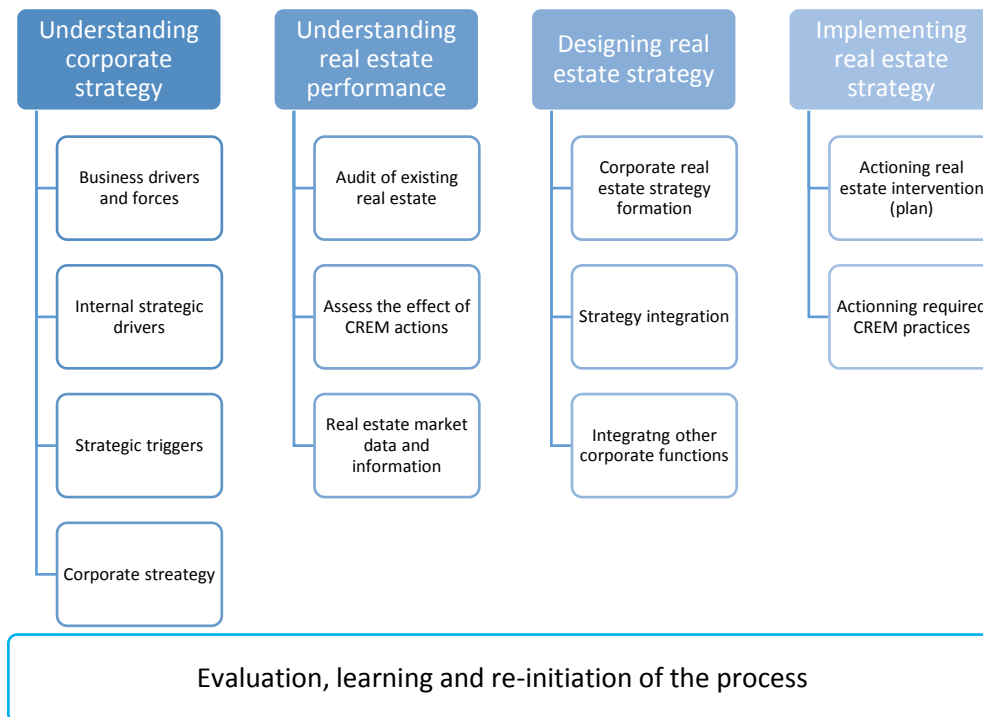 Understanding
corporate
strategy
Business drivers
and forces
Internal strategic
drivers
Strategic triggers
Corporate streategy
Understanding
real estate
performance
Audit of existing
real estate
Assess the effect of
CREM actions
Real estate market
data and
information
Designing real
estate strategy
Corporate real
estate strategy
formation
Strategy integration
Integratng other
corporate functions
Implementing
real estate
strategy
Actioning real
estate intervention
(plan)
Actionning required
CREM practices
Evaluation, learning and re-initiation of the process